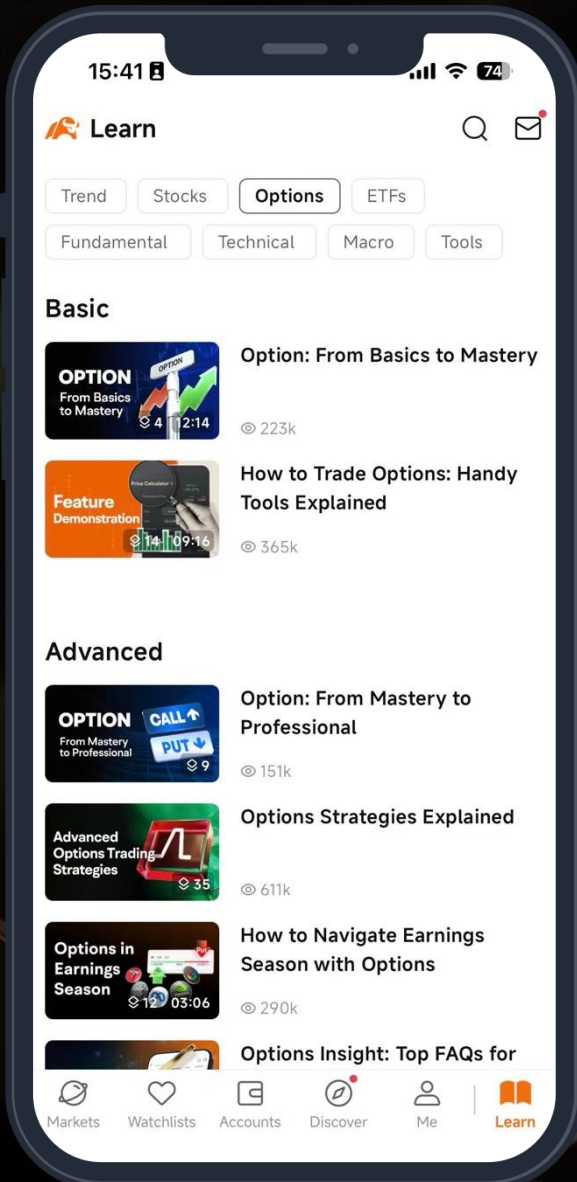 15:41
74
Learn
Trend Stocks Options ETFs
Fundamental Technical Macro Tools
Basic
OPTION
From Basics
to Mastery
OPTION
4 12:14
Option: From Basics to Mastery
223k
Feature
Demonstration
Price Calculator
14 09:16
How to Trade Options: Handy
Tools Explained
365k
Advanced
OPTION
From Mastery
to Professional
CALL
PUT
9
Option: From Mastery to
Professional
151k
Advanced
Options Trading
Strategies
35
Options Strategies Explained
611k
Options in
Earnings
Season
Put
12 03:06
How to Navigate Earnings
Season with Options
290k
Options Insight: Top FAQs for
Markets Watchlists Accounts Discover Me Learn